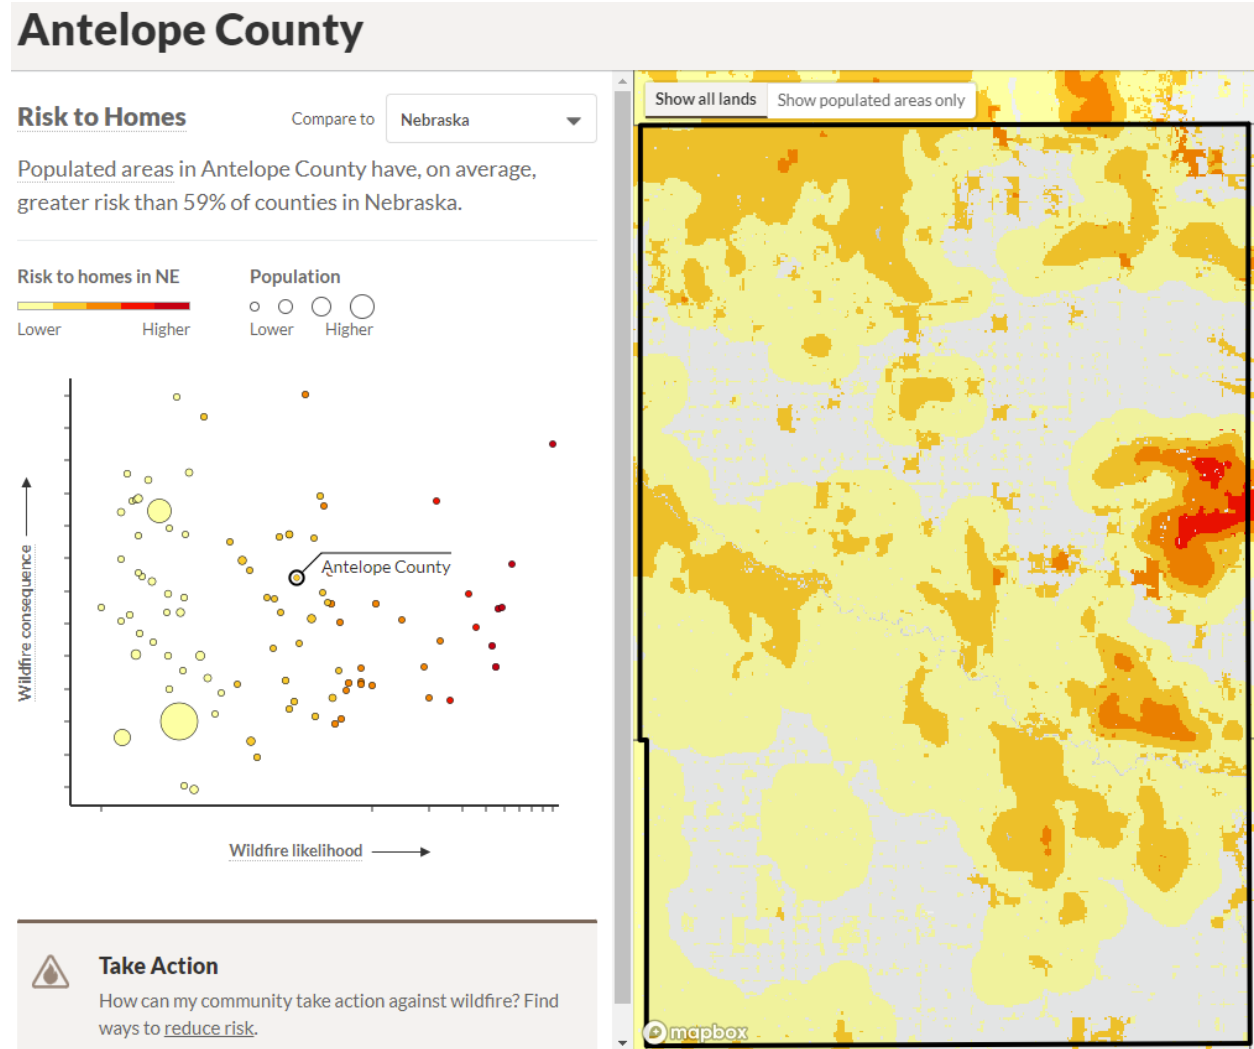 Antelope County
Risk to Homes
Compare to
Nebraska
Populated areas in Antelope County have, on average,
greater risk than 59% of counties in Nebraska.
Risk to homes in NE
Lower
Higher
Population
Lower
Higher
Wildfire consequence
Antelope County
Wildfire likelihood
Take Action
How can my community take action against wildfire? Find
ways to reduce risk.
Show all lands
Show populated areas only
mapbox